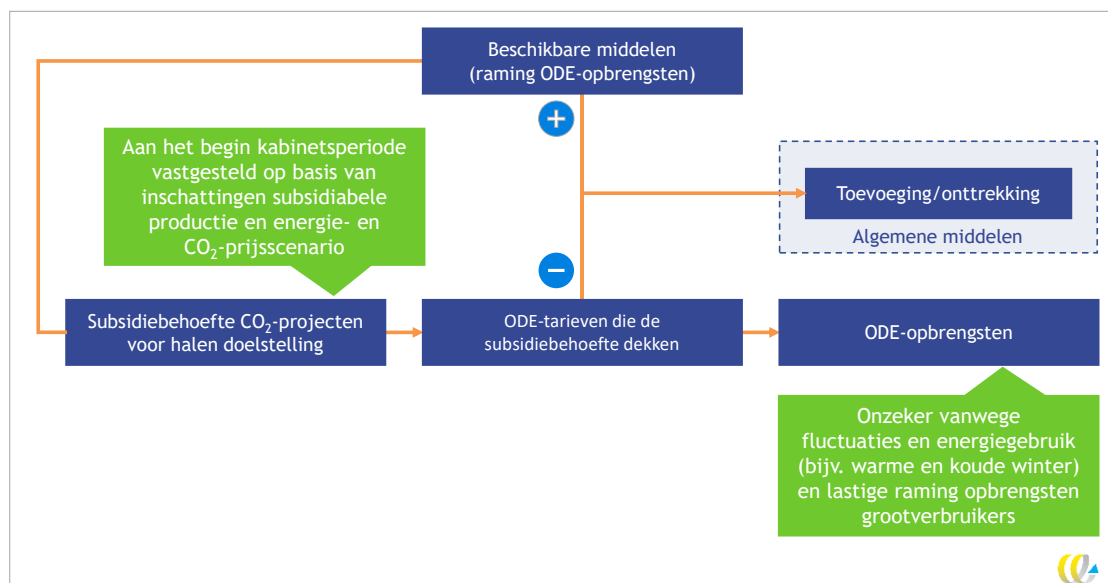 Beschikbare middelen
(raming ODE-opbrengsten)
+
Aan het begin kabinetsperiode
vastgesteld op basis van
inschattingen subsidiabele
productie en energie- en
CO₂-prijsscenario
Toevoeging/onttrekking
Algemene middelen
−
Subsidiebehoefte CO₂-projecten
voor halen doelstelling
ODE-tarieven die de
subsidiebehoefte dekken
ODE-opbrengsten
Onzeker vanwege
fluctuaties en energiegebruik
(bijv. warme en koude winter)
en lastige raming opbrengsten
grootverbruikers